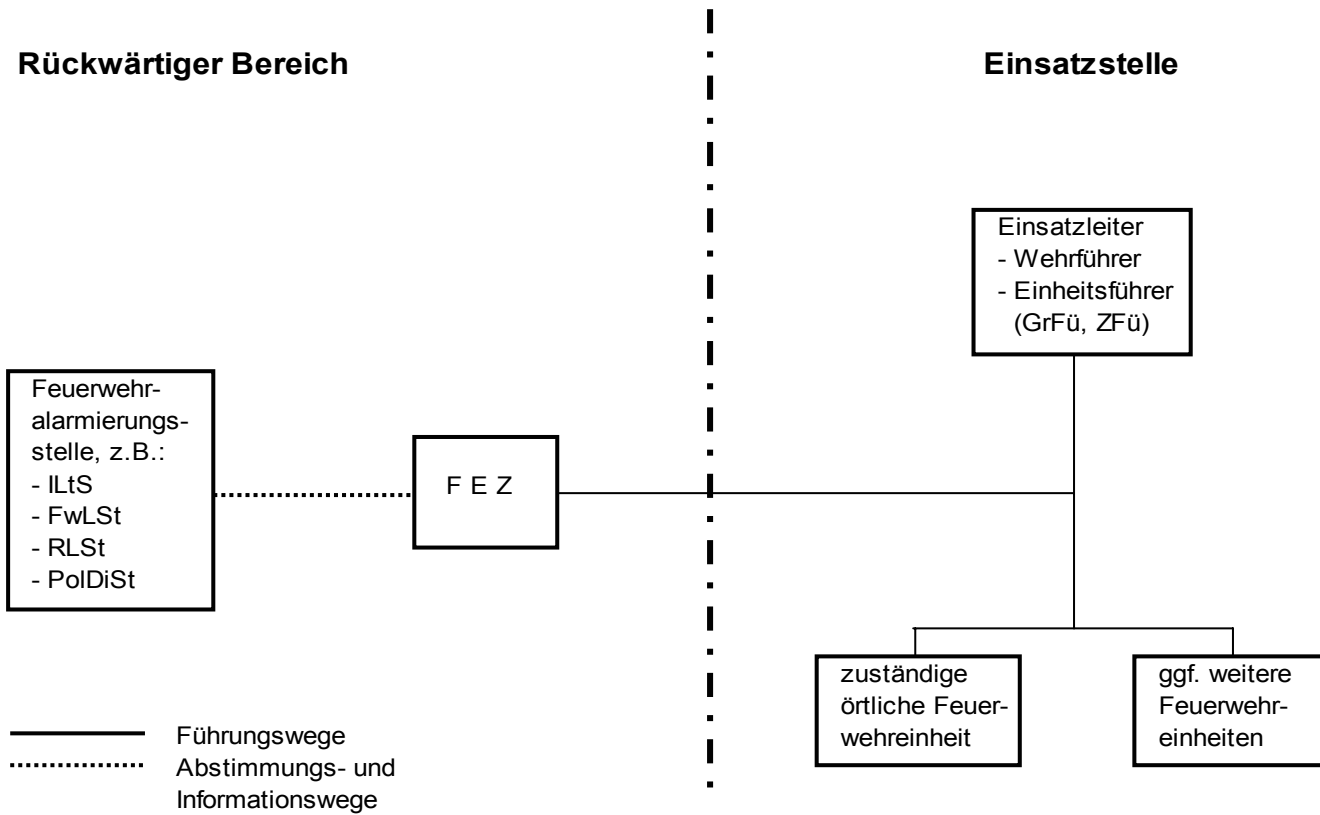 Rückwärtiger Bereich
Einsatzstelle
Einsatzleiter
- Wehrführer
- Einheitsführer
(GrFü, ZFü)
Feuerwehr-
alarmierungs-
stelle, z.B.:
- ILtS
- FwLSt
- RLSt
- PolDiSt
F E Z
zuständige
örtliche Feuer-
wehreinheit
ggf. weitere
Feuerwehr-
einheiten
Führungswege
Abstimmungs- und
Informationswege